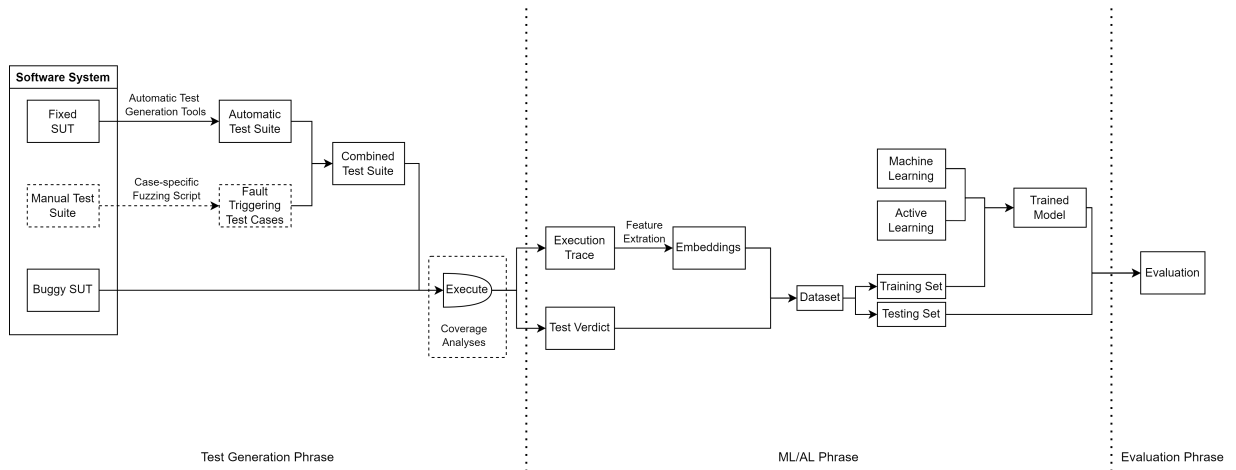 Software System
Fixed
SUT
Automatic Test
Generation Tools
Automatic
Test Suite
Combined
Test Suite
Manual Test
Suite
Case-specific
Fuzzing Script
Fault
Triggering
Test Cases
Buggy SUT
Execute
Coverage
Analyses
Execution
Trace
Feature
Extration
Embeddings
Test Verdict
Dataset
Machine
Learning
Active
Learning
Training Set
Testing Set
Trained
Model
Evaluation
Test Generation Phrase
ML/AL Phrase
Evaluation Phrase